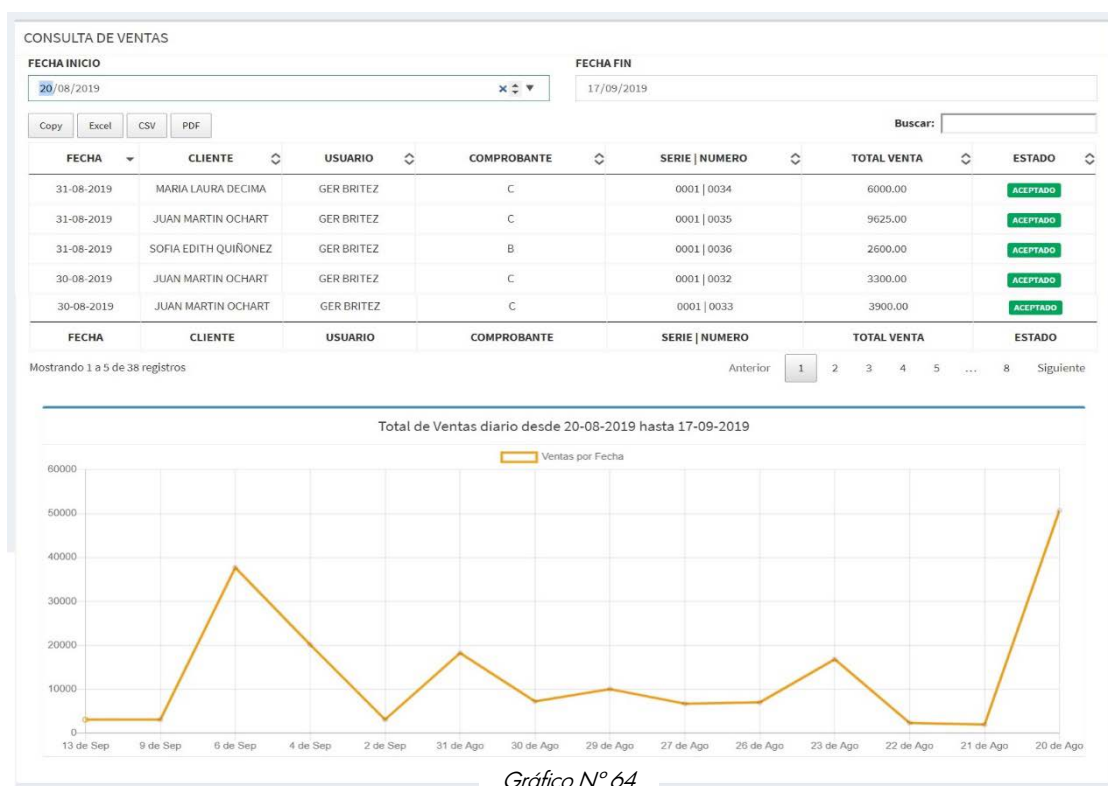 CONSULTA DE VENTAS
FECHA INICIO FECHA FIN
20/08/2019 17/09/2019
Copy Excel CSV PDF Buscar:
FECHA CLIENTE USUARIO COMPROBANTE SERIE | NUMERO TOTAL VENTA ESTADO
31-08-2019 MARIA LAURA DECIMA GER BRITEZ C 0001 | 0034 6000.00 ACEPTADO
31-08-2019 JUAN MARTIN OCHART GER BRITEZ C 0001 | 0035 9625.00 ACEPTADO
31-08-2019 SOFIA EDITH QUIÑONEZ GER BRITEZ B 0001 | 0036 2600.00 ACEPTADO
30-08-2019 JUAN MARTIN OCHART GER BRITEZ C 0001 | 0032 3300.00 ACEPTADO
30-08-2019 JUAN MARTIN OCHART GER BRITEZ C 0001 | 0033 3900.00 ACEPTADO
FECHA CLIENTE USUARIO COMPROBANTE SERIE | NUMERO TOTAL VENTA ESTADO
Mostrando 1 a 5 de 38 registros Anterior 1 2 3 4 5 ... 8 Siguiente
Total de Ventas diario desde 20-08-2019 hasta 17-09-2019
Ventas por Fecha
60000
50000
40000
30000
20000
10000
0
13 de Sep 9 de Sep 6 de Sep 4 de Sep 2 de Sep 31 de Ago 30 de Ago 29 de Ago 27 de Ago 26 de Ago 23 de Ago 22 de Ago 21 de Ago 20 de Ago
Gráfico Nº 64